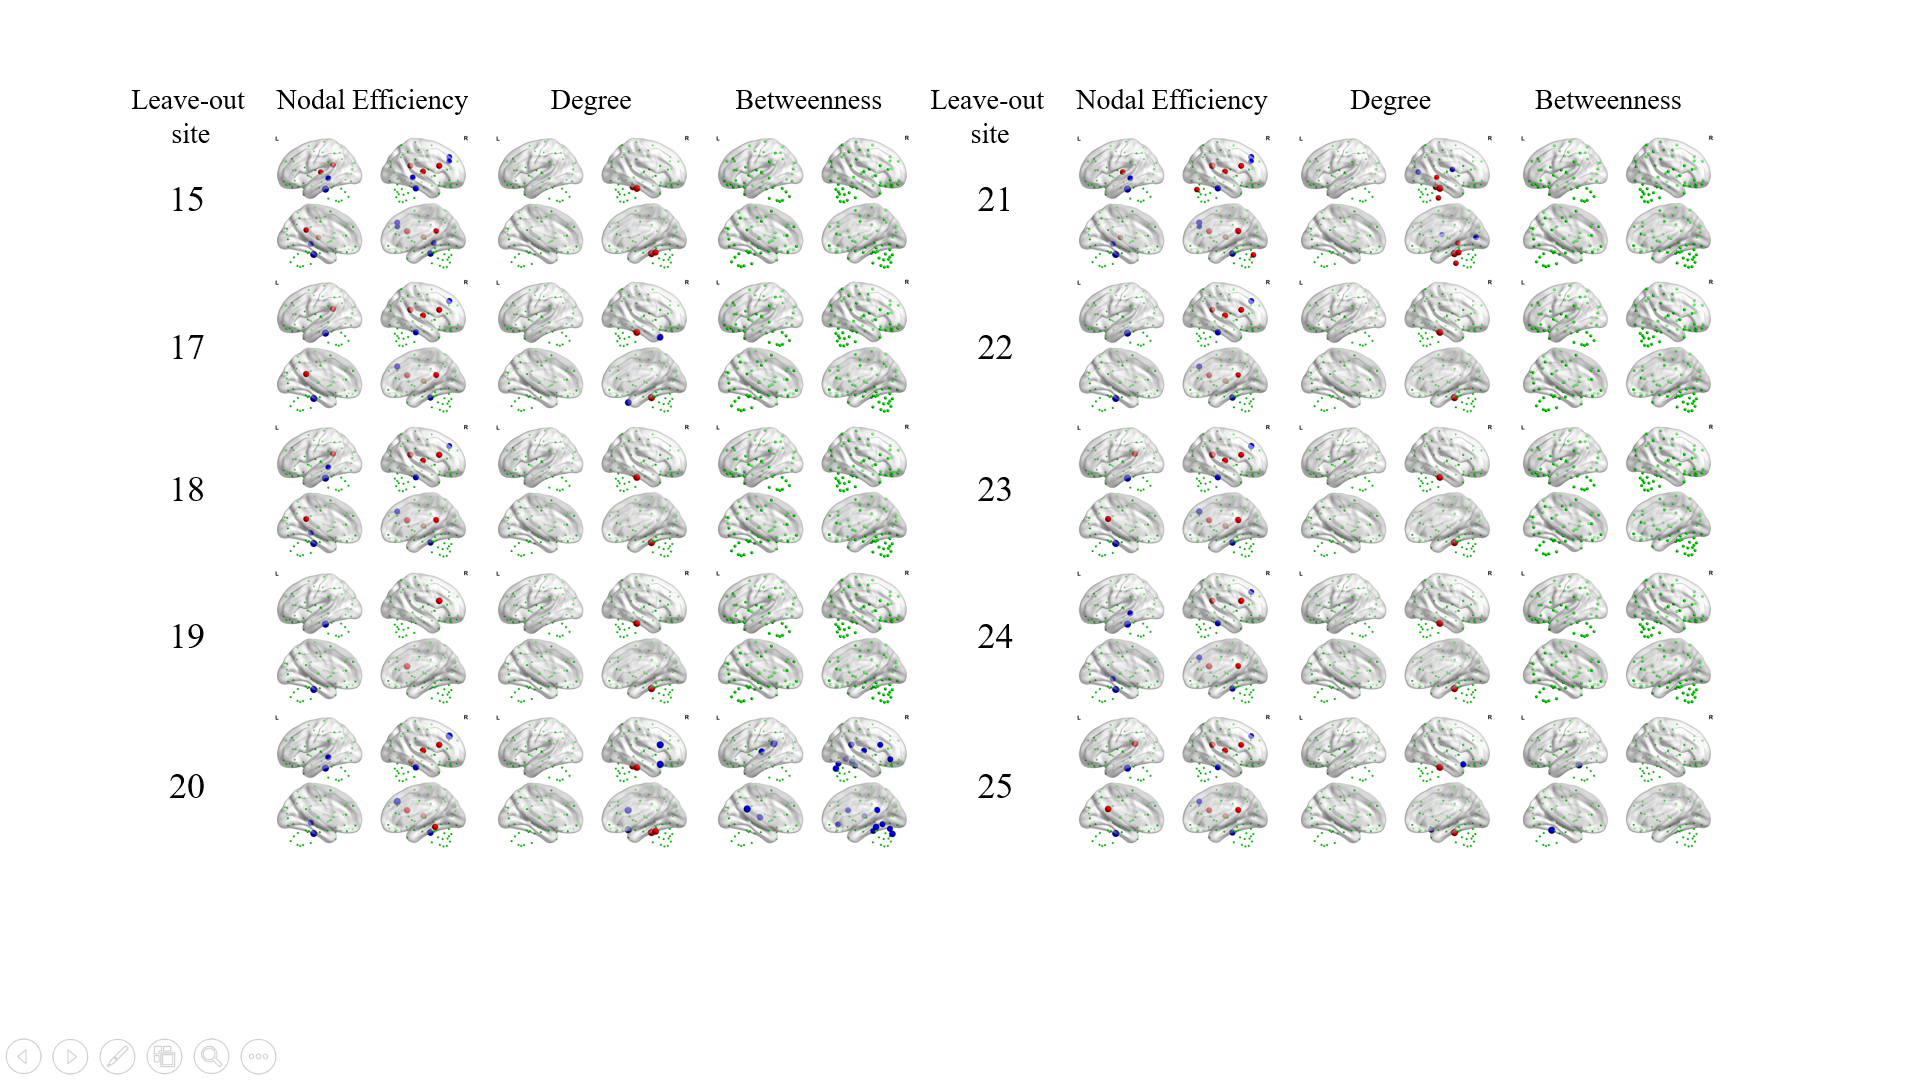 Leave-out site Nodal Efficiency Degree Betweenness Leave-out site Nodal Efficiency Degree Betweenness
L R L R L R L R L R L R
15 21
L R L R L R L R L R L R
17 22
L R L R L R L R L R L R
18 23
L R L R L R L R L R L R
19 24
L R L R L R L R L R L R
20 25